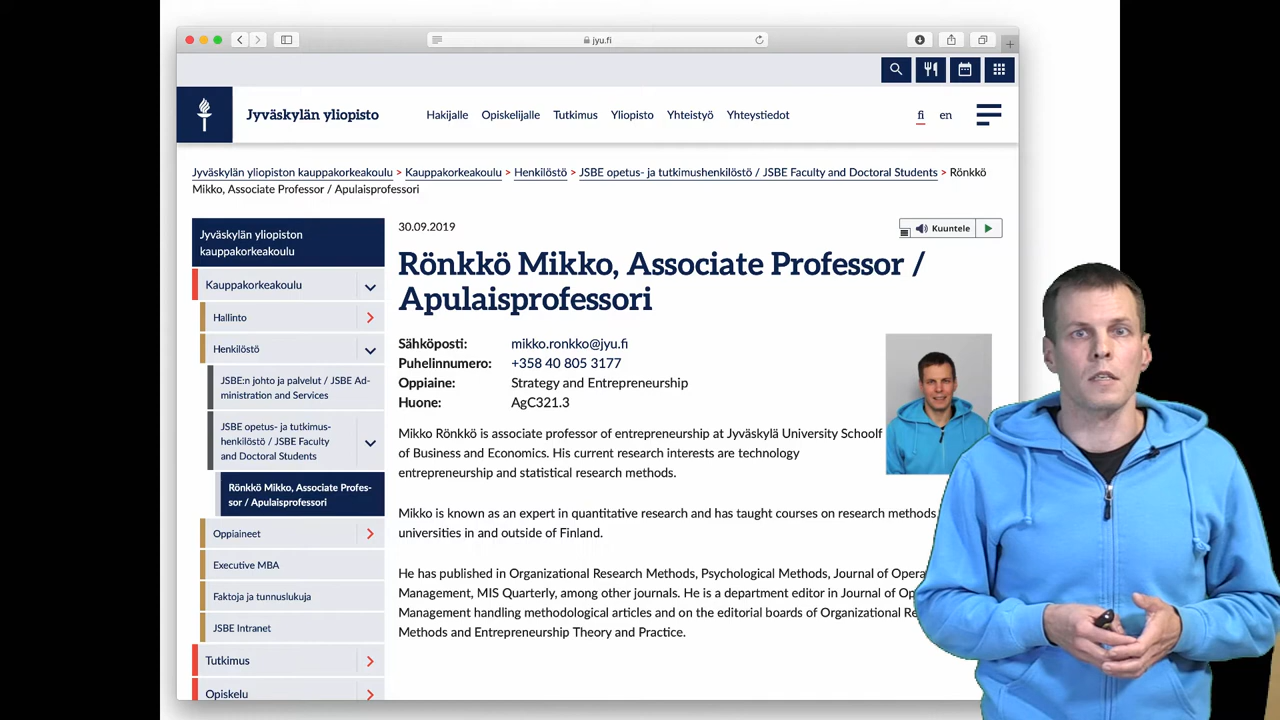 jyu.fi
Jyväskylän yliopisto
Hakijalle Opiskelijalle Tutkimus Yliopisto Yhteistyö Yhteystiedot
fi en
Jyväskylän yliopiston kauppakorkeakoulu > Kauppakorkeakoulu > Henkilöstö > JSBE opetus- ja tutkimushenkilöstö / JSBE Faculty and Doctoral Students > Rönkkö
Mikko, Associate Professor / Apulaisprofessori
Jyväskylän yliopiston
kauppakorkeakoulu
Kauppakorkeakoulu
Hallinto
Henkilöstö
JSBE:n johto ja palvelut / JSBE Ad-
ministration and Services
JSBE opetus- ja tutkimus-
henkilöstö / JSBE Faculty
and Doctoral Students
Rönkkö Mikko, Associate Profes-
sor / Apulaisprofessori
Oppiaineet
Executive MBA
Faktoja ja tunnuslukuja
JSBE Intranet
Tutkimus
Opiskelu
30.09.2019
Kuuntele
Rönkkö Mikko, Associate Professor /
Apulaisprofessori
Sähköposti: mikko.ronkko@jyu.fi
Puhelinnumero: +358 40 805 3177
Oppiaine: Strategy and Entrepreneurship
Huone: AgC321.3
Mikko Rönkkö is associate professor of entrepreneurship at Jyväskylä University Schoolf
of Business and Economics. His current research interests are technology
entrepreneurship and statistical research methods.
Mikko is known as an expert in quantitative research and has taught courses on research methods
universities in and outside of Finland.
He has published in Organizational Research Methods, Psychological Methods, Journal of Opera
Management, MIS Quarterly, among other journals. He is a department editor in Journal of Op
Management handling methodological articles and on the editorial boards of Organizational Re
Methods and Entrepreneurship Theory and Practice.